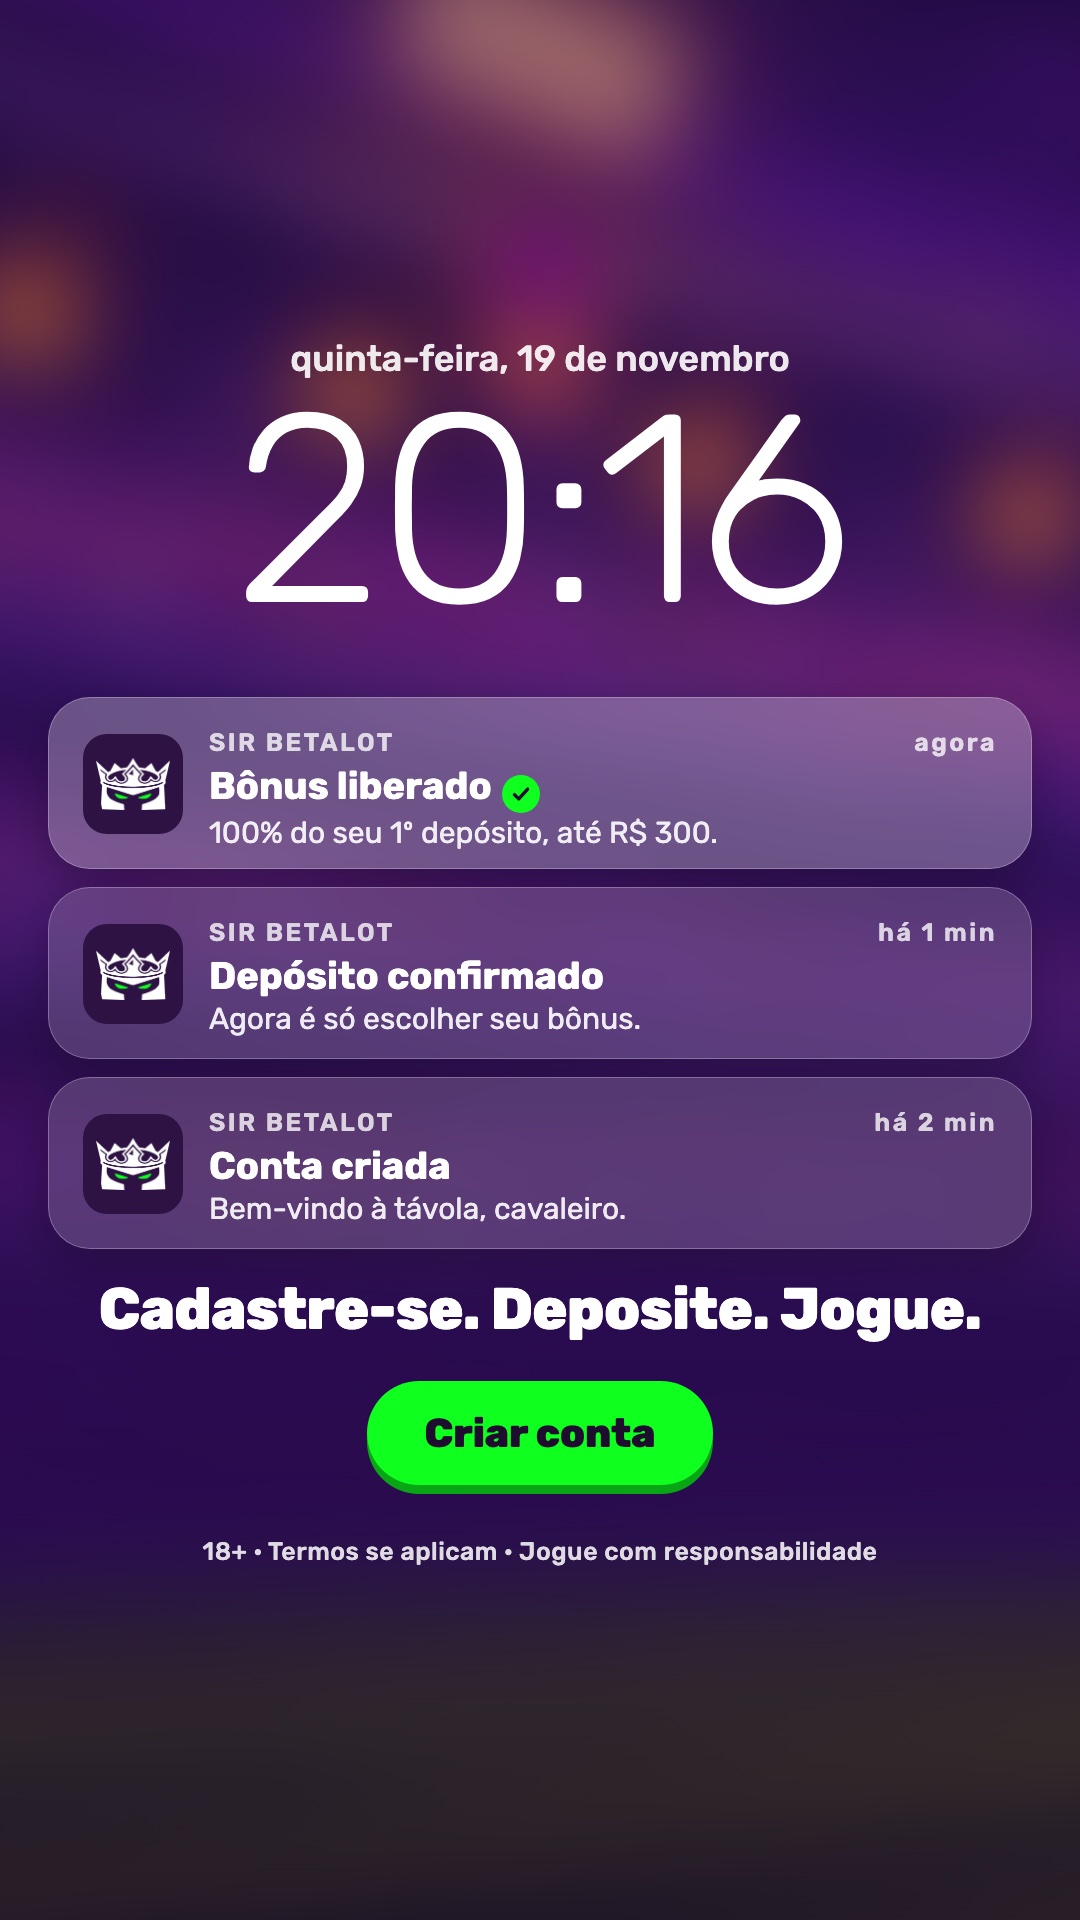 quinta-feira, 19 de novembro
20:16
SIR BETALOT
agora
Bônus liberado
100% do seu 1º depósito, até R$ 300.
SIR BETALOT
há 1 min
Depósito confirmado
Agora é só escolher seu bônus.
SIR BETALOT
há 2 min
Conta criada
Bem-vindo à távola, cavaleiro.
Cadastre-se. Deposite. Jogue.
Criar conta
18+ • Termos se aplicam • Jogue com responsabilidade